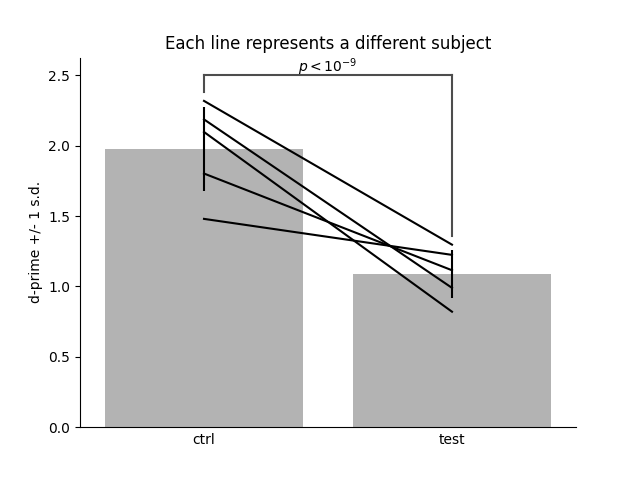 Each line represents a different subject
p < 10⁻⁹
d-prime +/- 1 s.d.
2.5
2.0
1.5
1.0
0.5
0.0
ctrl test